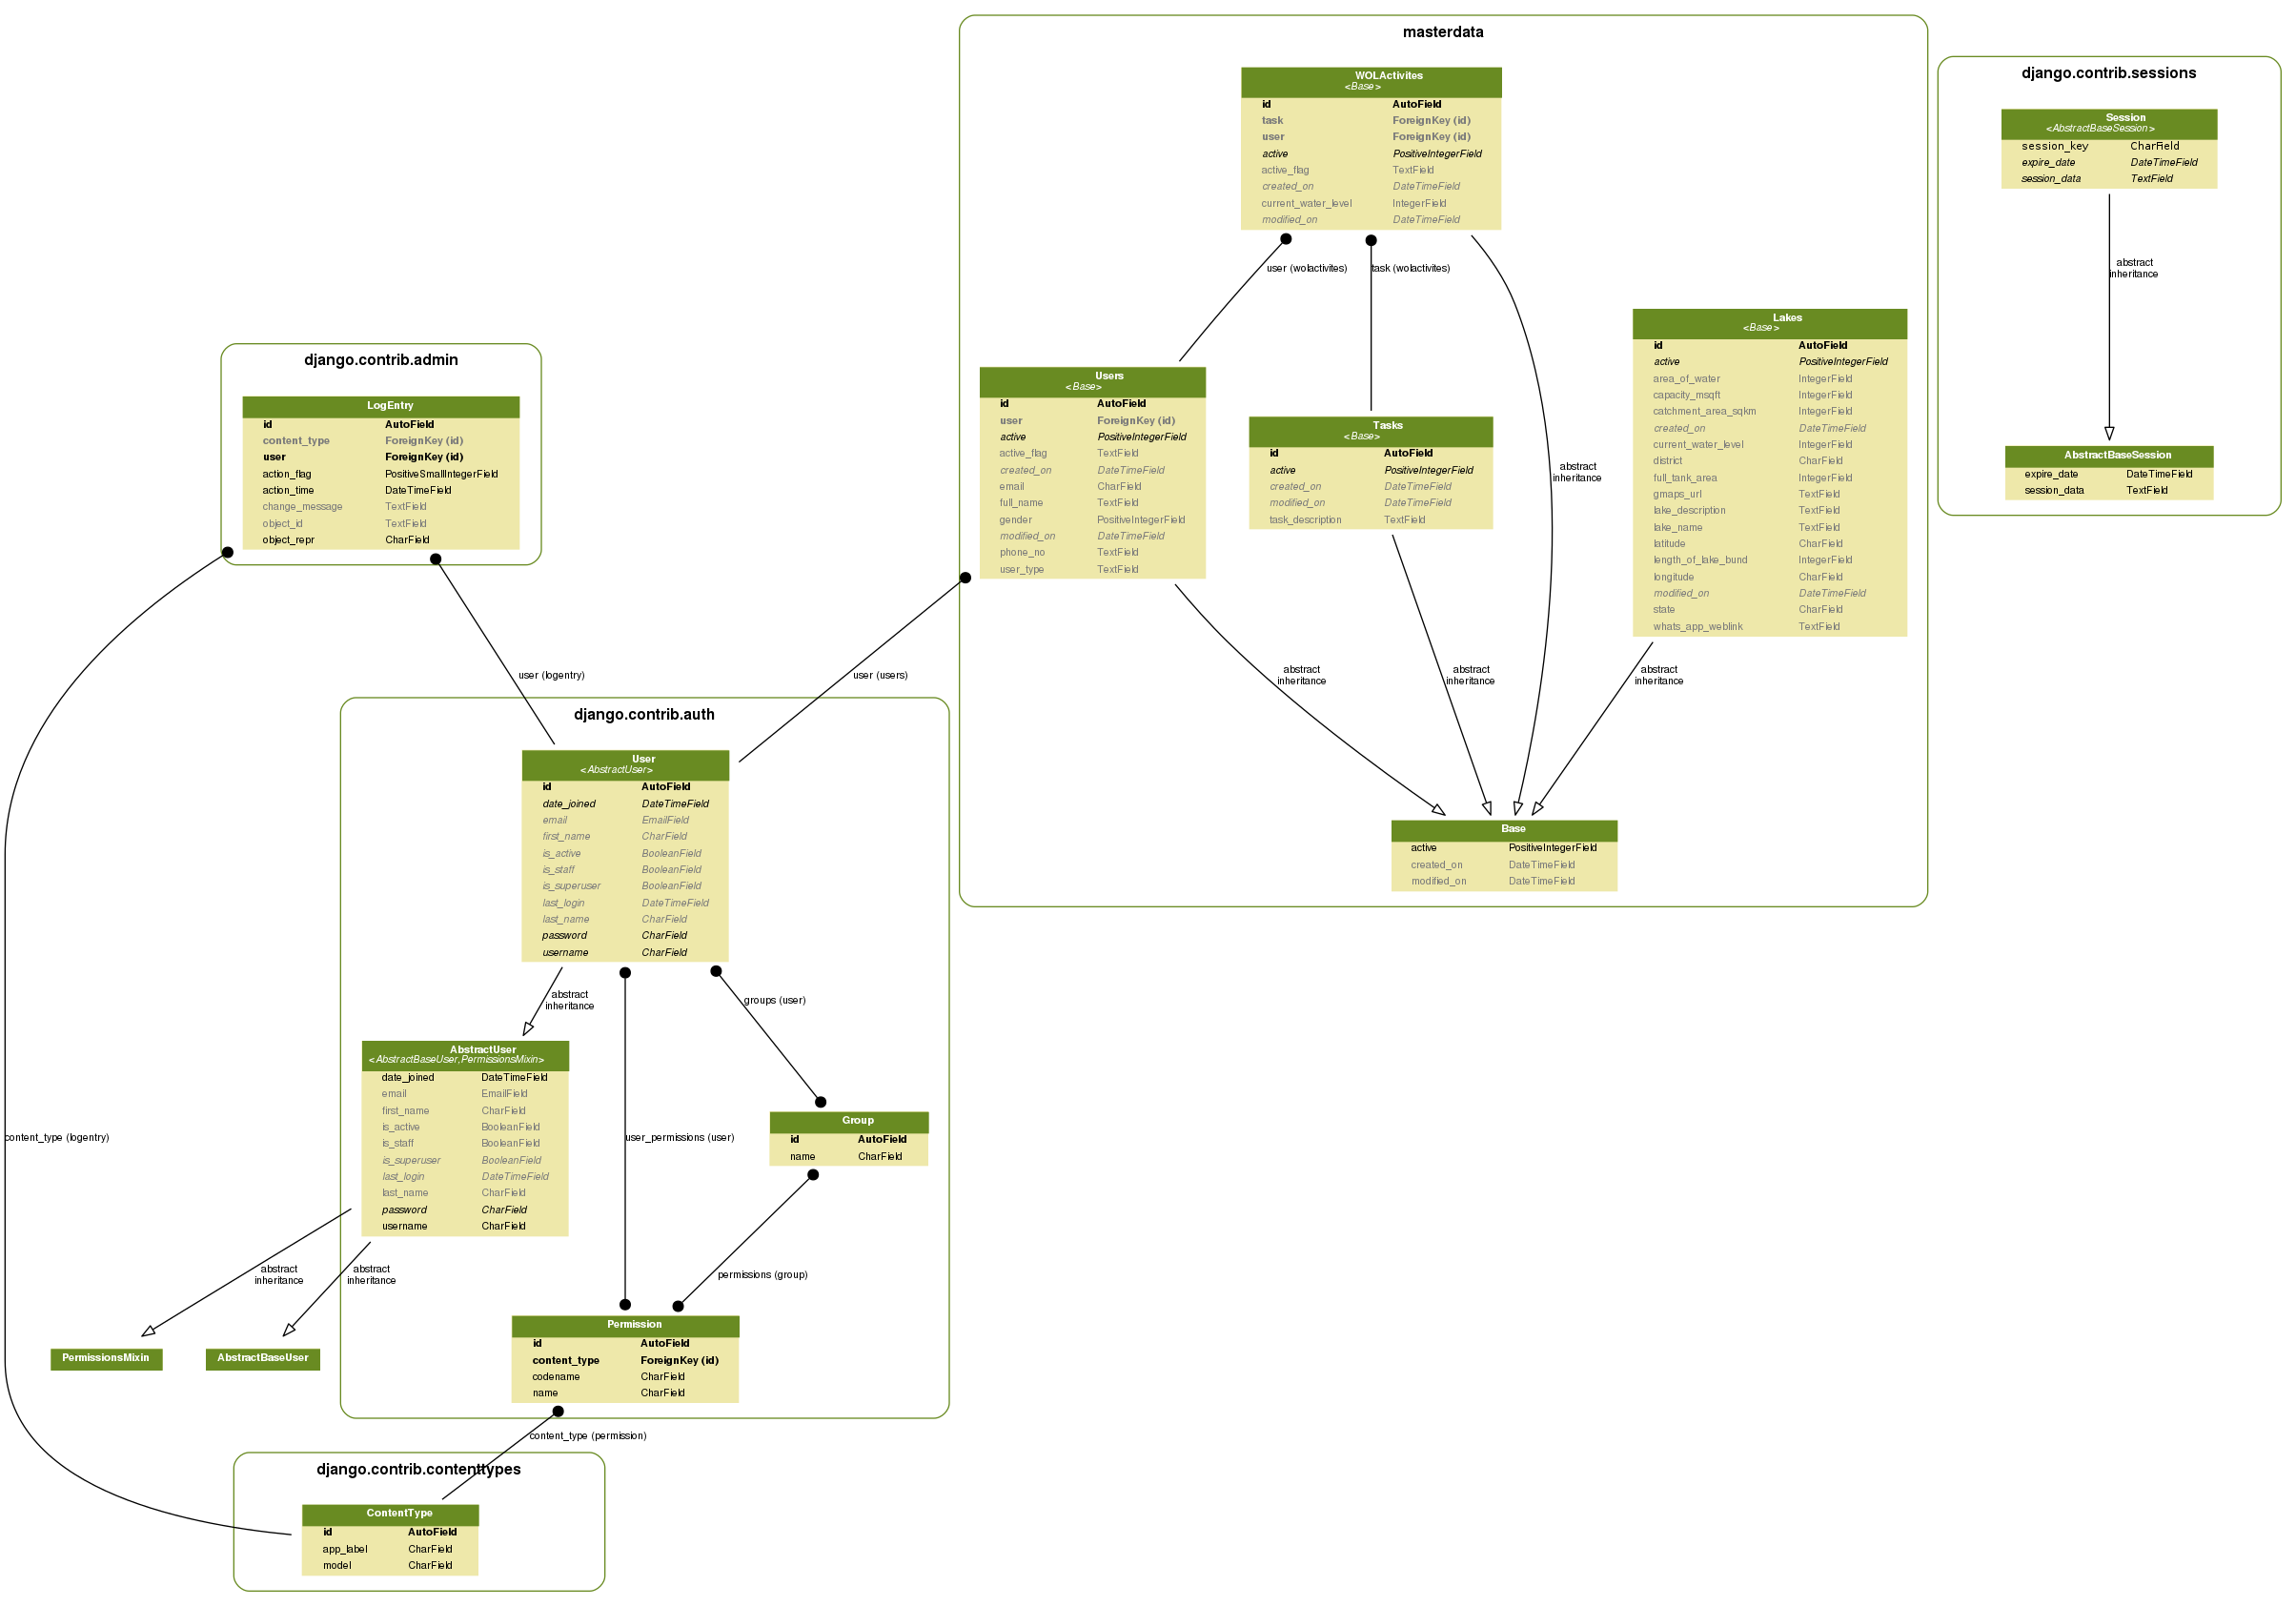 masterdata
WOLActivites
<Base>
id AutoField
task ForeignKey (id)
user ForeignKey (id)
active PositiveIntegerField
active_flag TextField
created_on DateTimeField
current_water_level IntegerField
modified_on DateTimeField
user (wolactivites)
task (wolactivites)
abstract
inheritance
Users
<Base>
id AutoField
user ForeignKey (id)
active PositiveIntegerField
active_flag TextField
created_on DateTimeField
email CharField
full_name TextField
gender PositiveIntegerField
modified_on DateTimeField
phone_no TextField
user_type TextField
Tasks
<Base>
id AutoField
active PositiveIntegerField
created_on DateTimeField
modified_on DateTimeField
task_description TextField
Lakes
<Base>
id AutoField
active PositiveIntegerField
area_of_water IntegerField
capacity_msqft IntegerField
catchment_area_sqkm IntegerField
created_on DateTimeField
current_water_level IntegerField
district CharField
full_tank_area IntegerField
gmaps_url TextField
lake_description TextField
lake_name TextField
latitude CharField
length_of_lake_bund IntegerField
longitude CharField
modified_on DateTimeField
state CharField
whats_app_weblink TextField
abstract
inheritance
abstract
inheritance
abstract
inheritance
Base
active PositiveIntegerField
created_on DateTimeField
modified_on DateTimeField
django.contrib.sessions
Session
<AbstractBaseSession>
session_key CharField
expire_date DateTimeField
session_data TextField
abstract
inheritance
AbstractBaseSession
expire_date DateTimeField
session_data TextField
django.contrib.admin
LogEntry
id AutoField
content_type ForeignKey (id)
user ForeignKey (id)
action_flag PositiveSmallIntegerField
action_time DateTimeField
change_message TextField
object_id TextField
object_repr CharField
user (logentry)
user (users)
django.contrib.auth
User
<AbstractUser>
id AutoField
date_joined DateTimeField
email EmailField
first_name CharField
is_active BooleanField
is_staff BooleanField
is_superuser BooleanField
last_login DateTimeField
last_name CharField
password CharField
username CharField
abstract
inheritance
groups (user)
AbstractUser
<AbstractBaseUser,PermissionsMixin>
date_joined DateTimeField
email EmailField
first_name CharField
is_active BooleanField
is_staff BooleanField
is_superuser BooleanField
last_login DateTimeField
last_name CharField
password CharField
username CharField
content_type (logentry)
user_permissions (user)
Group
id AutoField
name CharField
abstract
inheritance
abstract
inheritance
permissions (group)
PermissionsMixin
AbstractBaseUser
Permission
id AutoField
content_type ForeignKey (id)
codename CharField
name CharField
content_type (permission)
django.contrib.contenttypes
ContentType
id AutoField
app_label CharField
model CharField